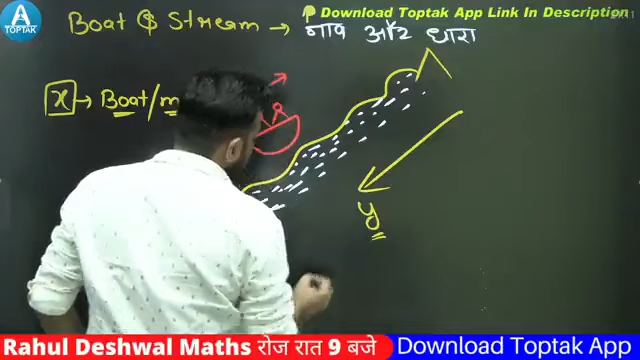 A
TOPTAK
Download Toptak App Link In Description
Boat & Stream → नाव और धारा
x → Boat/m
y
Rahul Deshwal Maths रोज रात 9 बजे
Download Toptak App